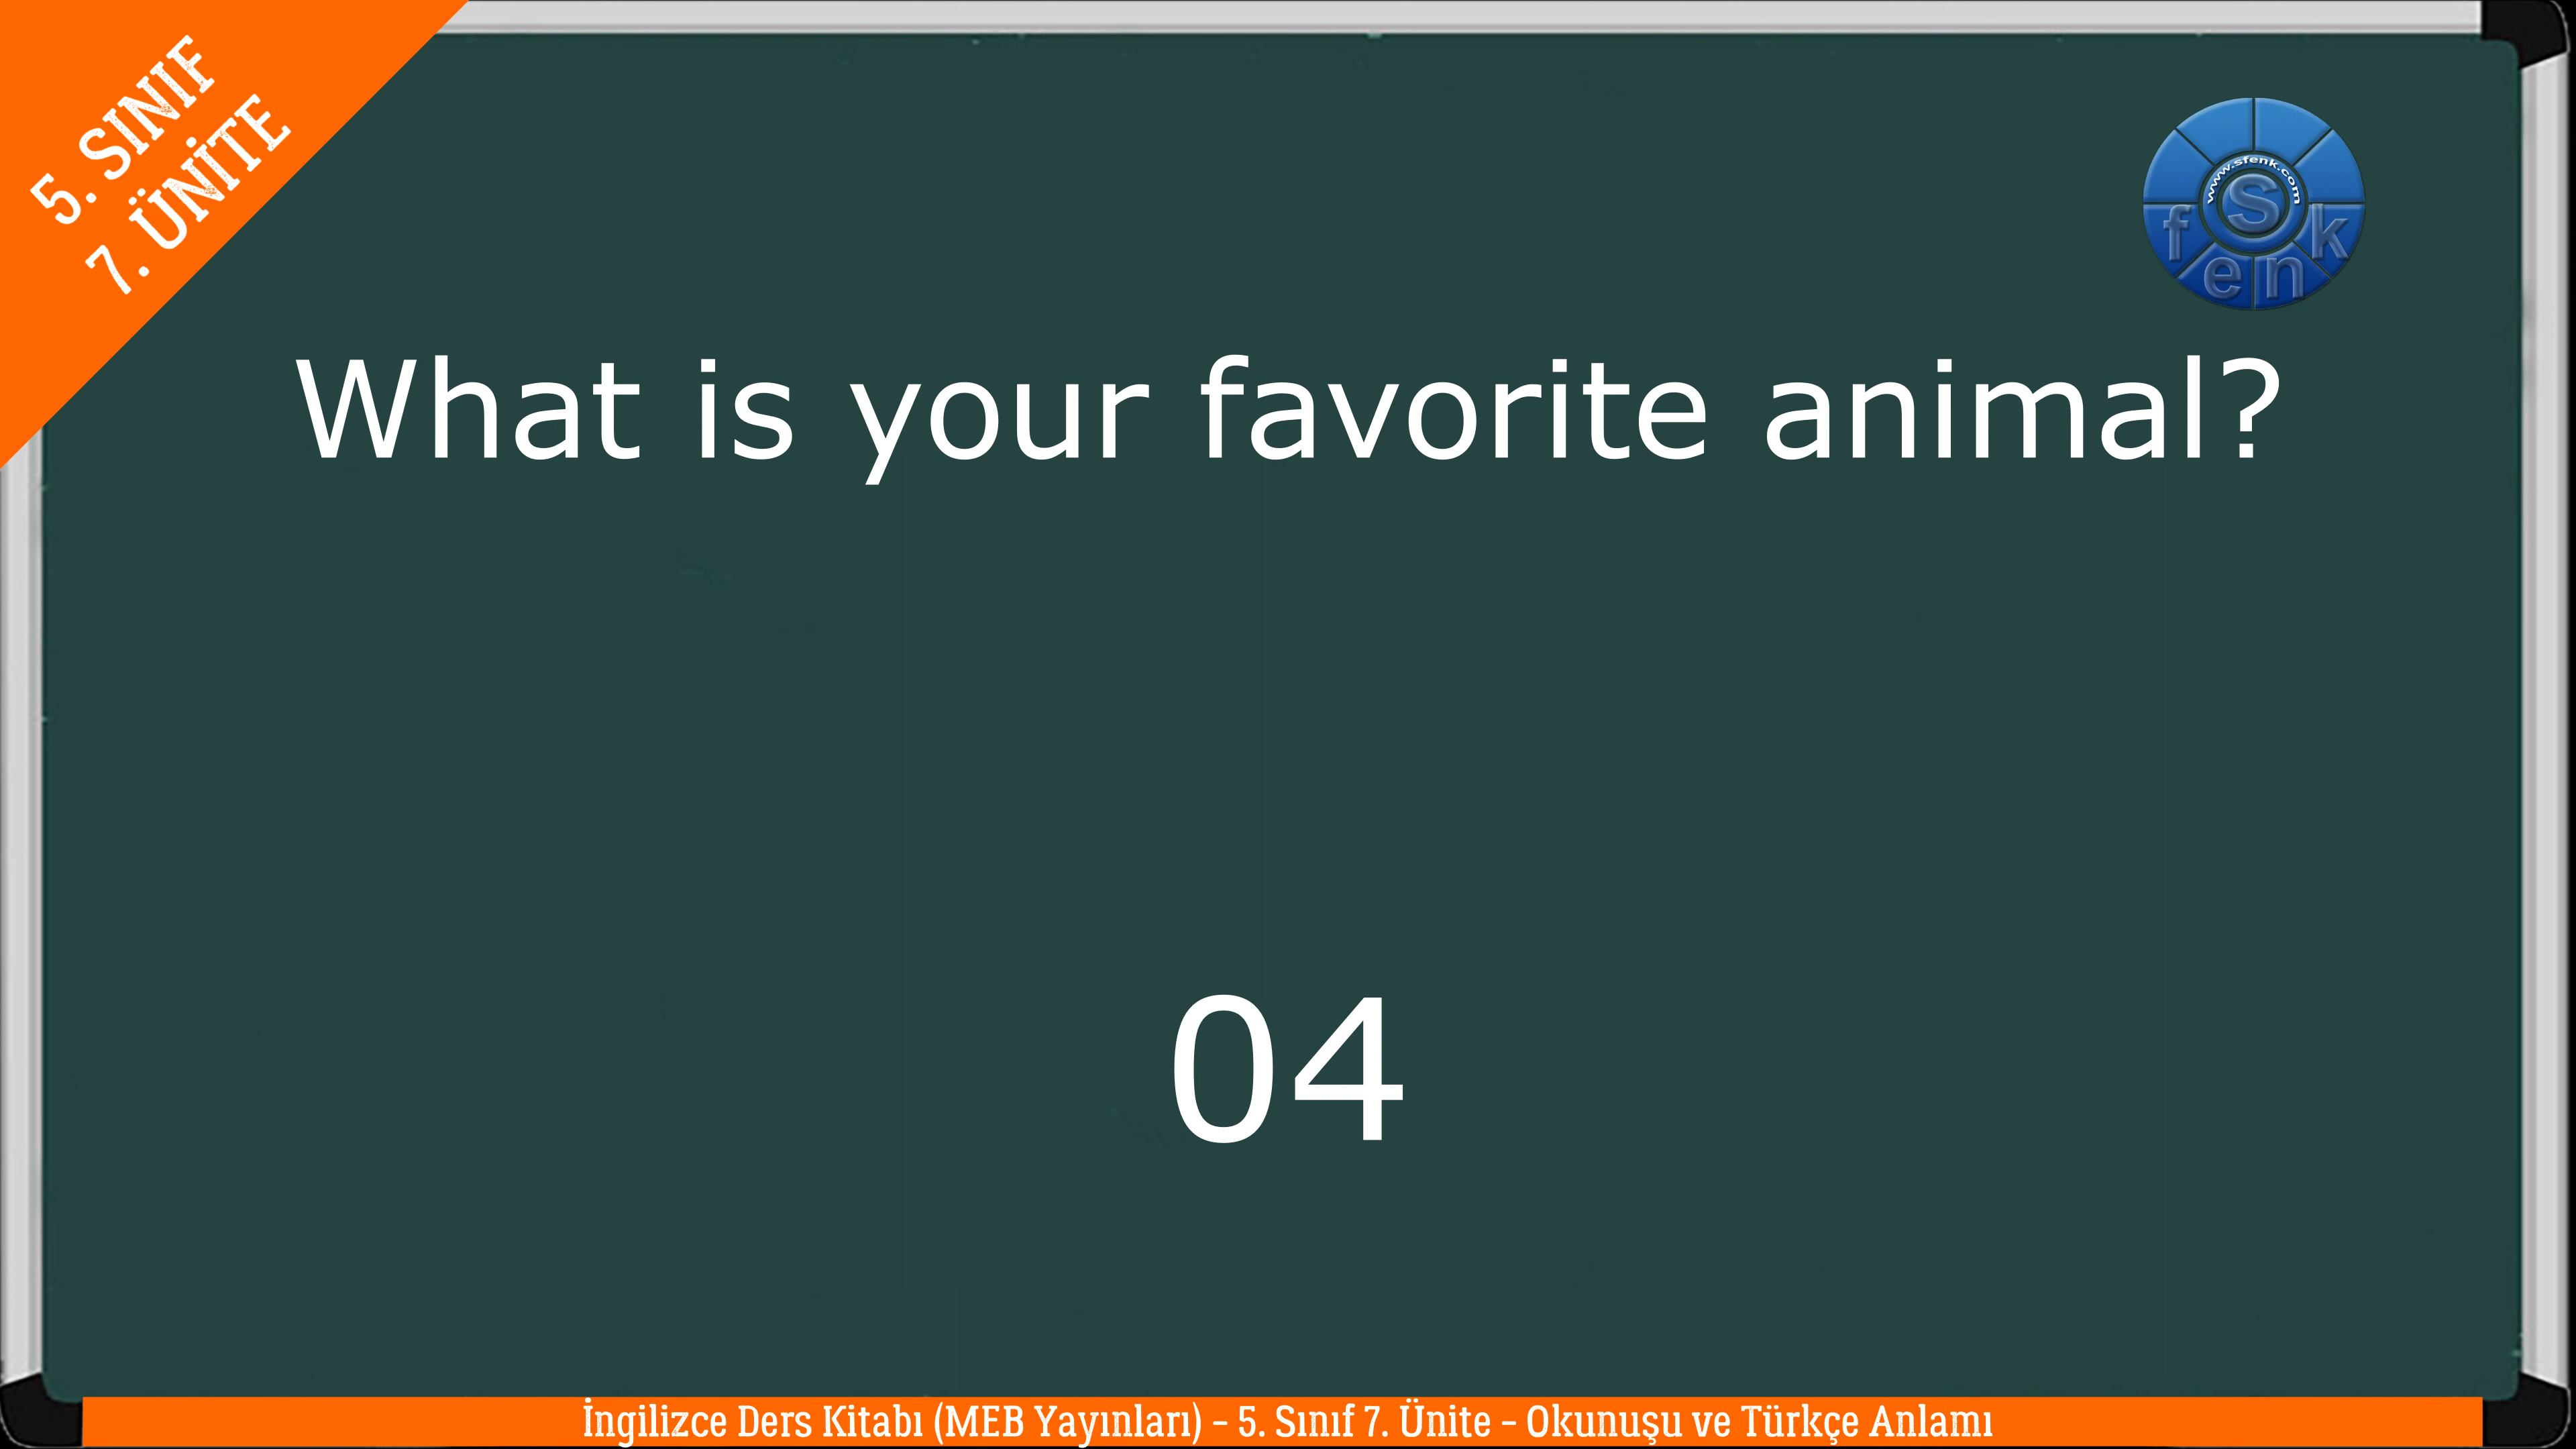 5. SINIF
7. ÜNİTE
www.sfenk.com
S
f e n k
What is your favorite animal?
04
İngilizce Ders Kitabı (MEB Yayınları) – 5. Sınıf 7. Ünite – Okunuşu ve Türkçe Anlamı